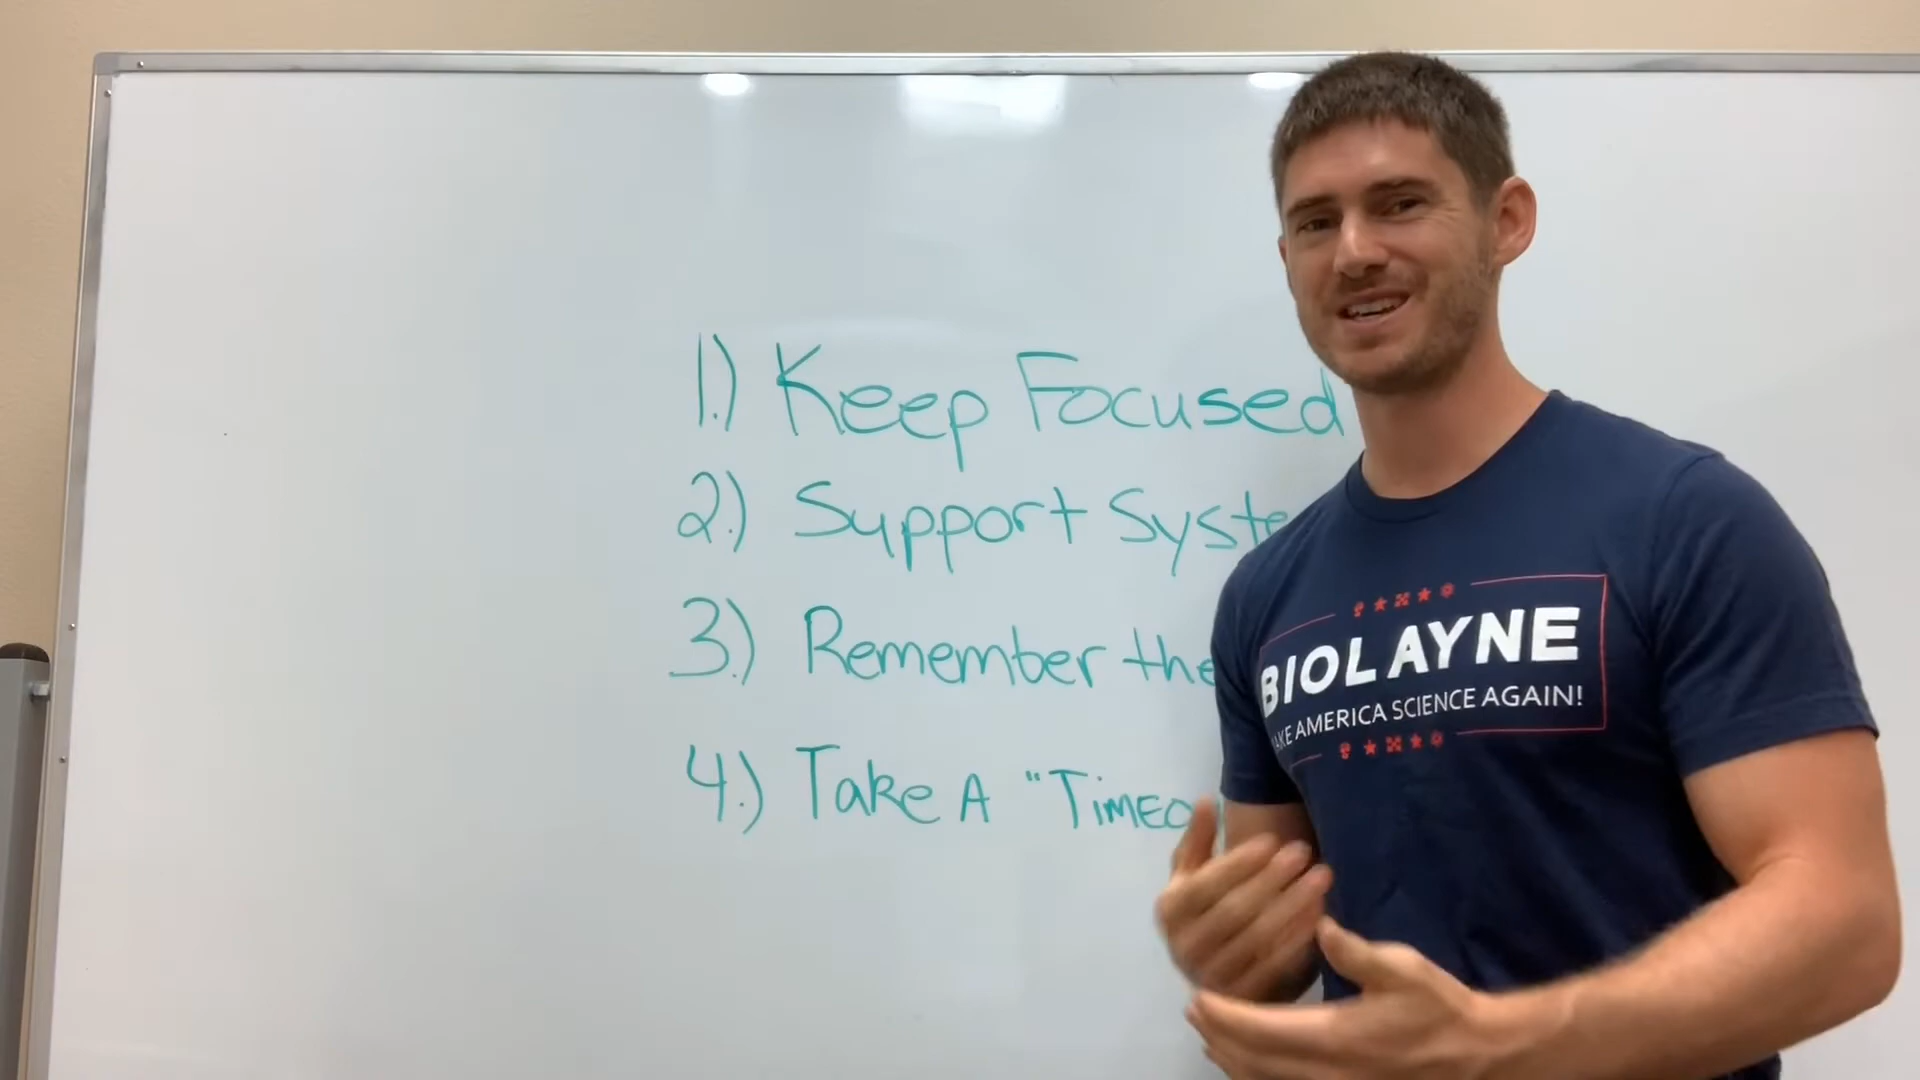 1.) Keep Focused
2.) Support Syste
3.) Remember the
4.) Take A "Timeo
BIOLAYNE
AKE AMERICA SCIENCE AGAIN!